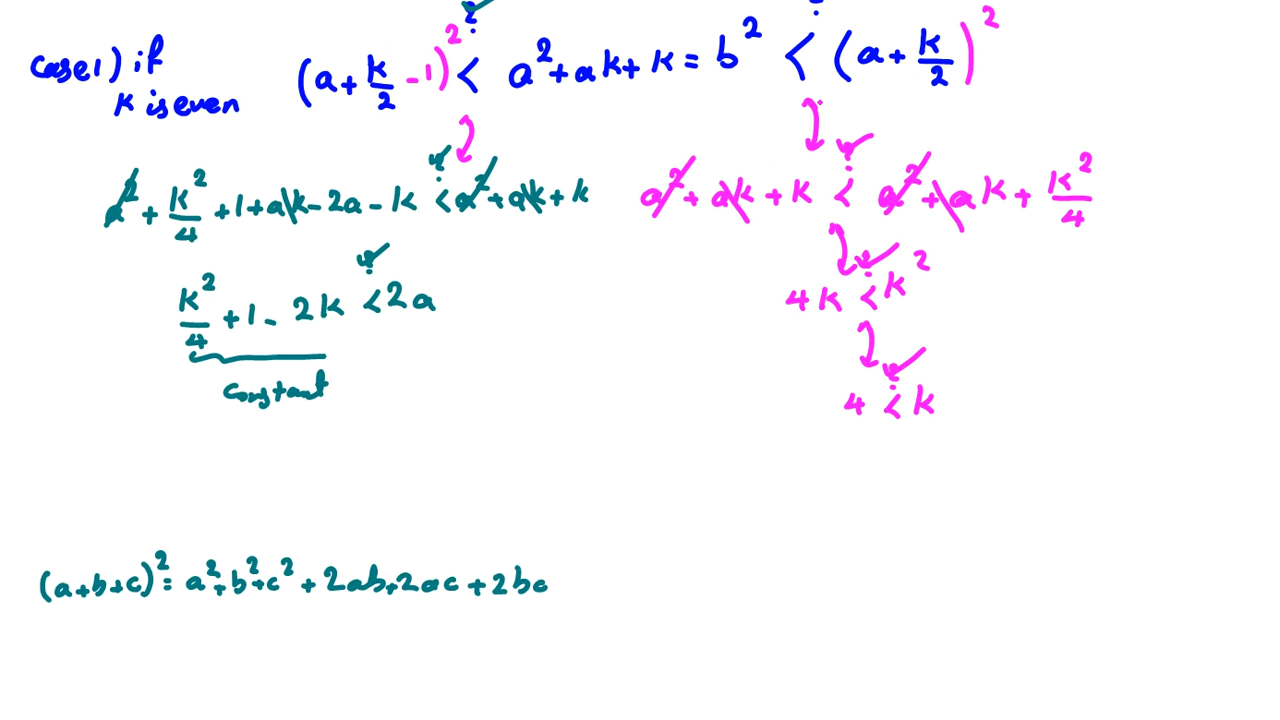 case1) if (a + k/2 - 1)² < a² + ak + k = b² < (a + k/2)²
k is even
a² + k²/4 + 1 + ak - 2a - k < a² + ak + k
a² + ak + k < a² + ak + k²/4
k²/4 + 1 - 2k < 2a
4k < k²
constant
4 < k
(a+b+c)² = a² + b² + c² + 2ab + 2ac + 2bc